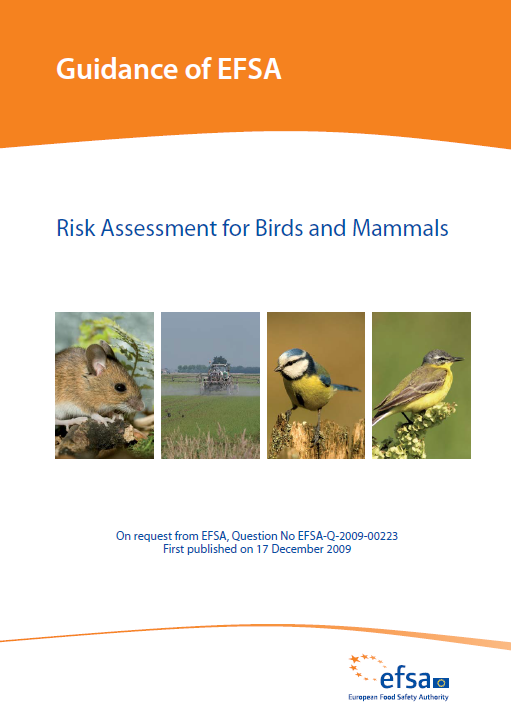 Guidance of EFSA
Risk Assessment for Birds and Mammals
On request from EFSA, Question No EFSA-Q-2009-00223
First published on 17 December 2009
efsa
European Food Safety Authority